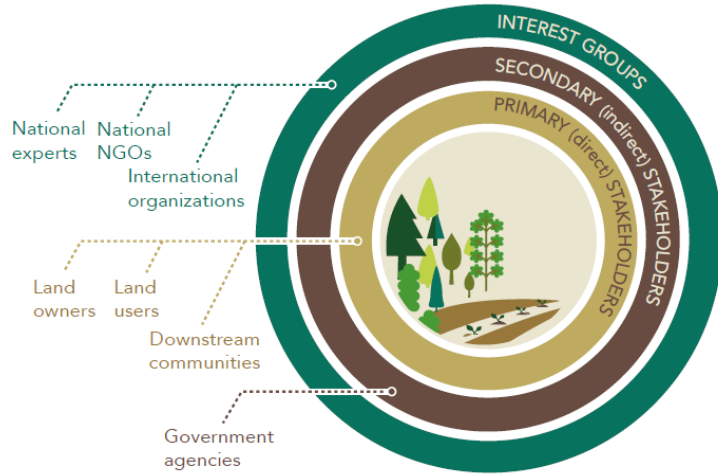 INTEREST GROUPS
SECONDARY (indirect) STAKEHOLDERS
PRIMARY (direct) STAKEHOLDERS
National
experts
National
NGOs
International
organizations
Land
owners
Land
users
Downstream
communities
Government
agencies